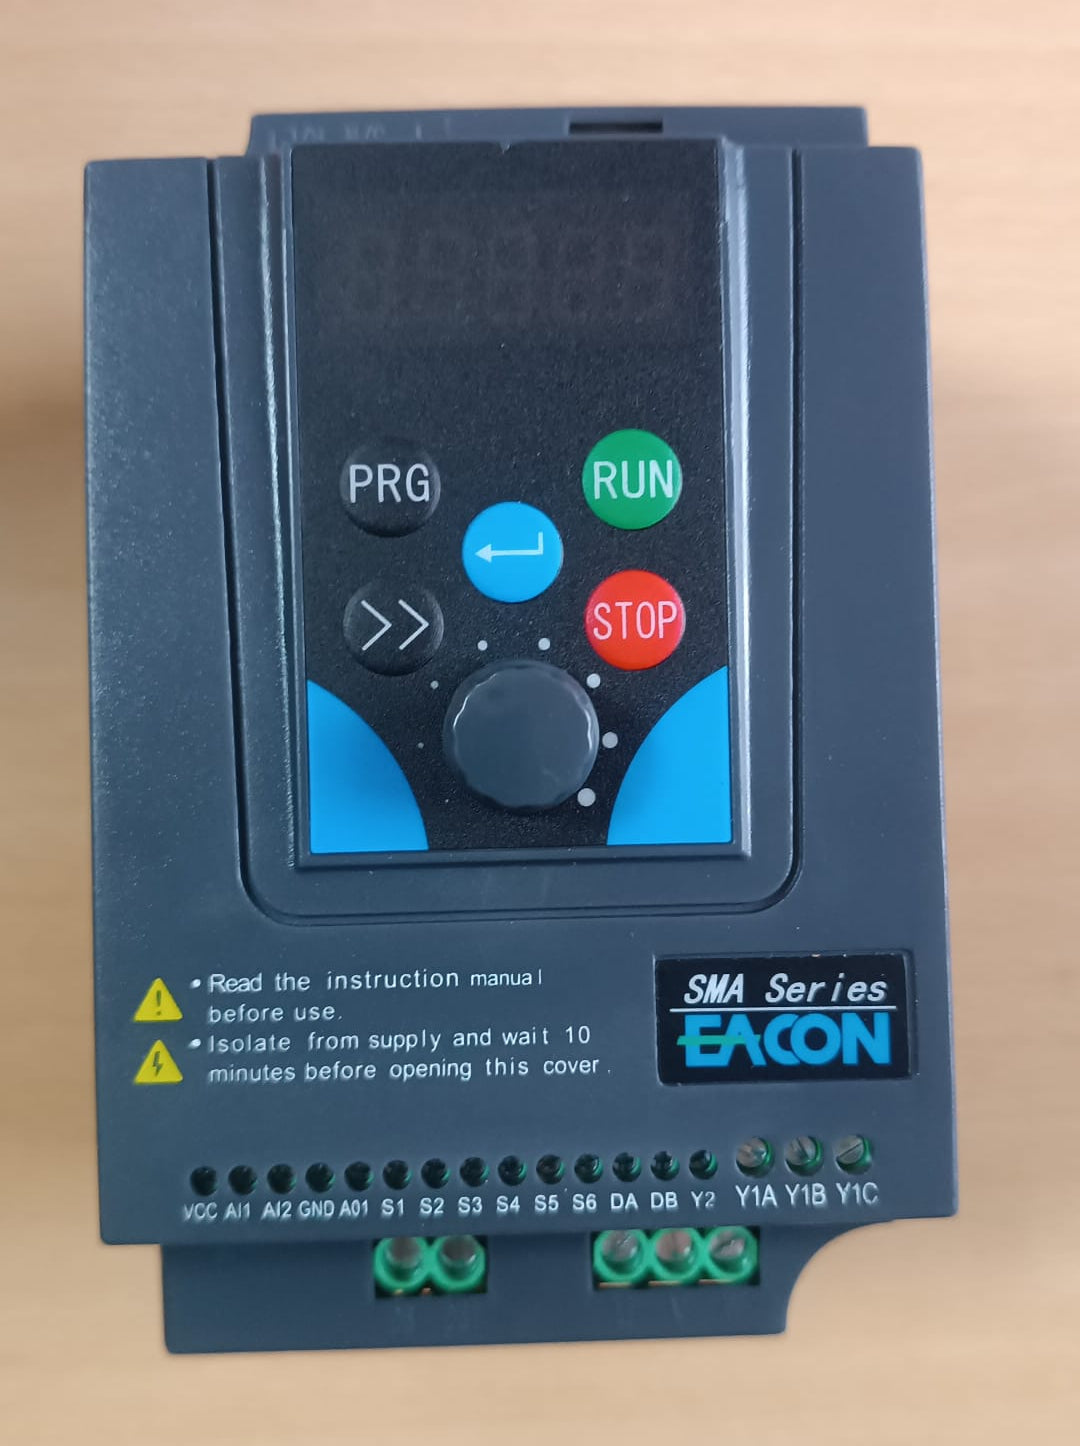 PRG
RUN
STOP
>>
• Read the instruction manual
before use.
• Isolate from supply and wait 10
minutes before opening this cover.
SMA Series
EACON
VCC AI1 AI2 GND A01 S1 S2 S3 S4 S5 S6 DA DB Y2 Y1A Y1B Y1C